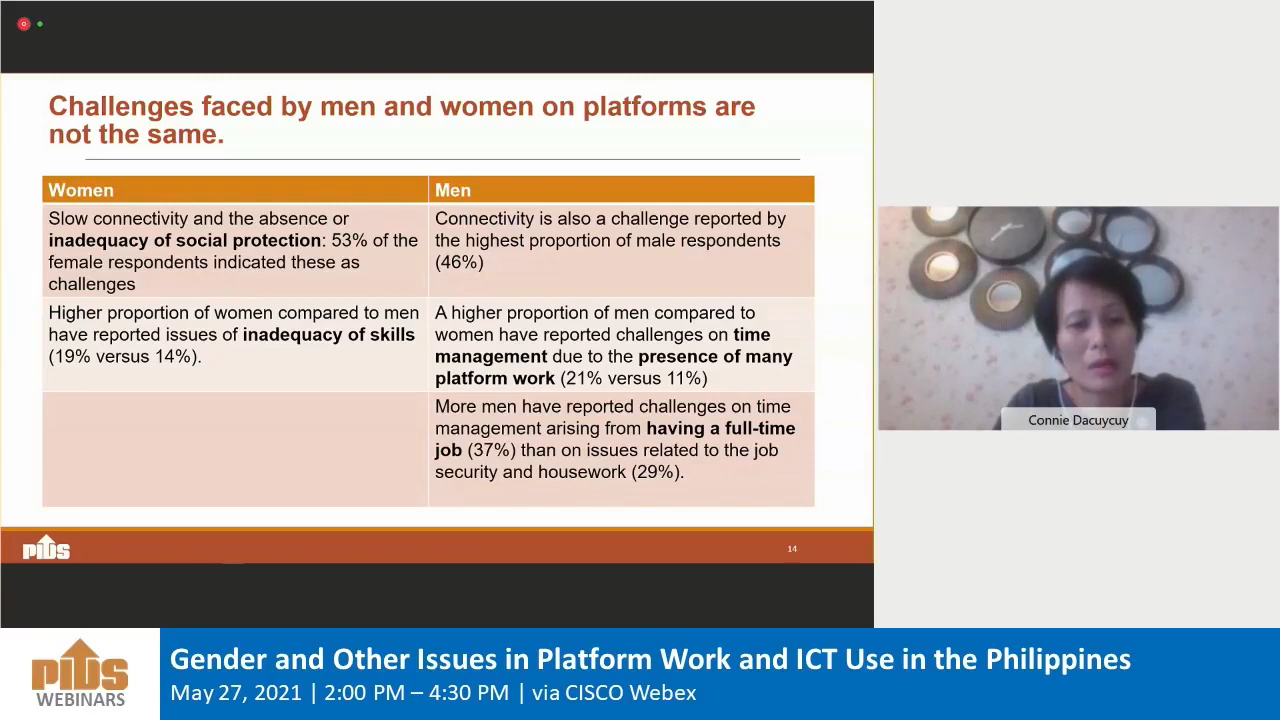 Challenges faced by men and women on platforms are
not the same.
Women
Men
Slow connectivity and the absence or
inadequacy of social protection: 53% of the
female respondents indicated these as
challenges
Connectivity is also a challenge reported by
the highest proportion of male respondents
(46%)
Higher proportion of women compared to men
have reported issues of inadequacy of skills
(19% versus 14%).
A higher proportion of men compared to
women have reported challenges on time
management due to the presence of many
platform work (21% versus 11%)
More men have reported challenges on time
management arising from having a full-time
job (37%) than on issues related to the job
security and housework (29%).
PIDS
14
Connie Dacuycuy
PIDS
WEBINARS
Gender and Other Issues in Platform Work and ICT Use in the Philippines
May 27, 2021 | 2:00 PM – 4:30 PM | via CISCO Webex